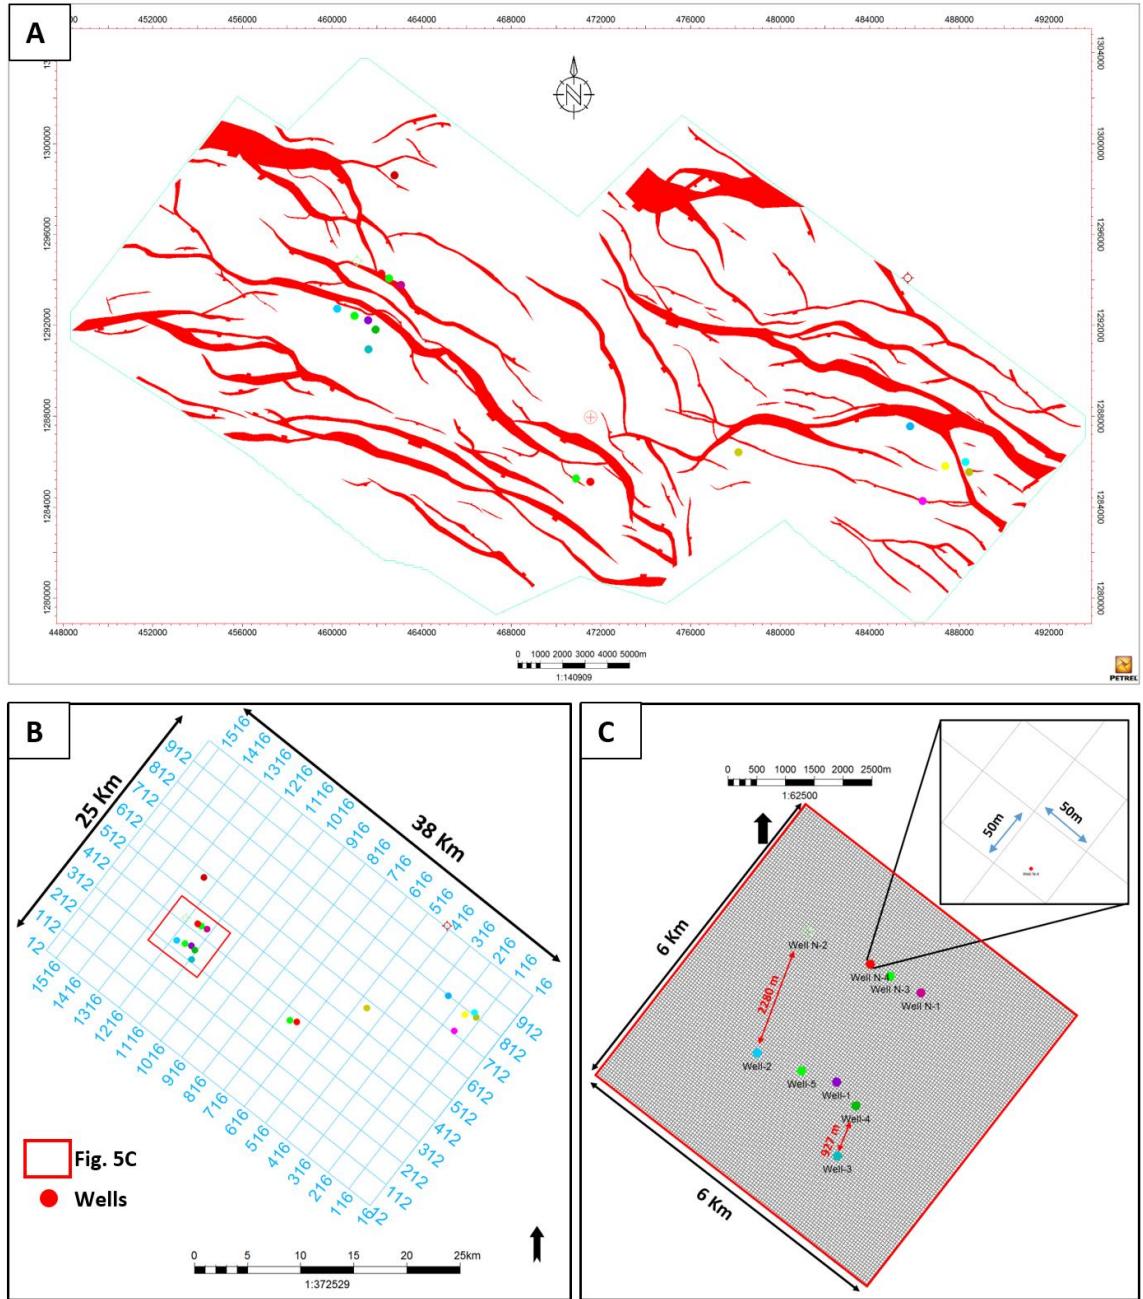 A
452000 456000 460000 464000 468000 472000 476000 480000 484000 488000 492000
N
1304000
1300000 1300000
1296000 1296000
1292000 1292000
1288000 1288000
1284000 1284000
1280000 1280000
448000 452000 456000 460000 464000 468000 472000 476000 480000 484000 488000 492000
0 1000 2000 3000 4000 5000m
1:140909
PETREL
B
25 Km
38 Km
912 812 712 612 512 412 312 212 112 12
1516 1416 1316 1216 1116 1016 916 816 716 616 516 416 316 216 116 16
1516 1416 1316 1216 1116 1016 916 816 716 616 516 416 316 216 116 16
912 812 712 612 512 412 312 212 112 12
Fig. 5C
Wells
0 5 10 15 20 25km
1:372529
C
0 500 1000 1500 2000 2500m
1:62500
50m
50m
Well N-4
6 Km
Well N-2
Well N-4
Well N-3
Well N-1
2280 m
Well-2
Well-5
Well-1
Well-4
927 m
Well-3
6 Km